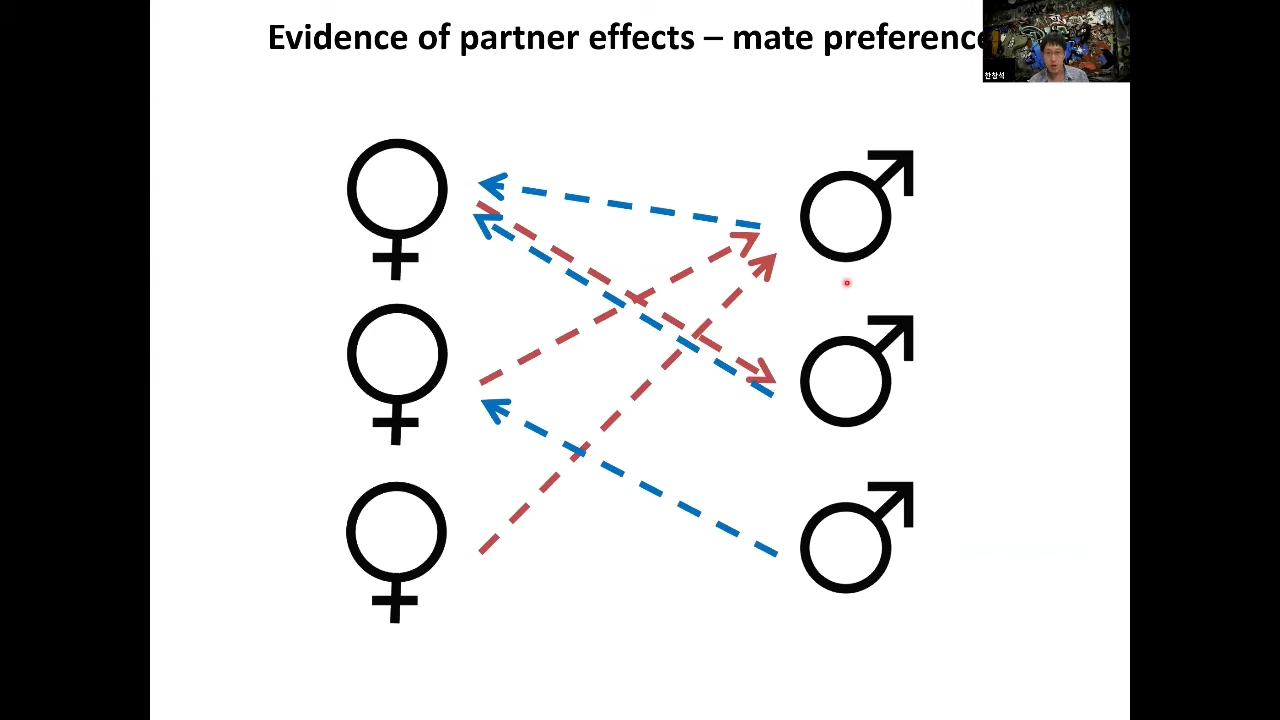 Evidence of partner effects – mate preference
한창석